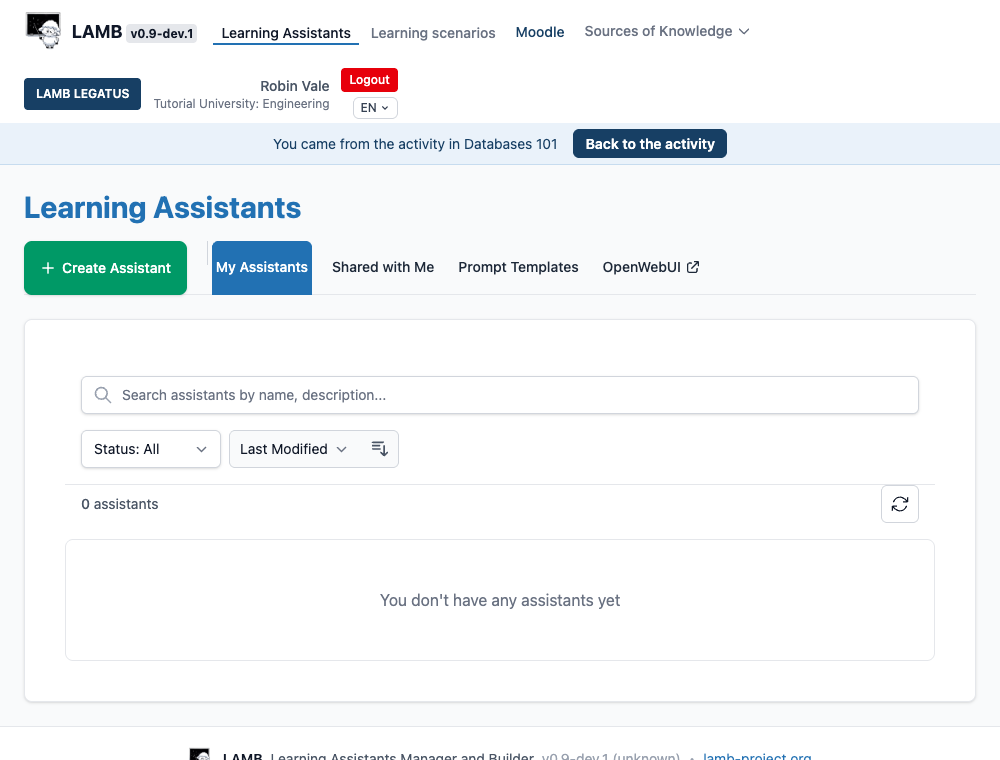 LAMB v0.9-dev.1 Learning Assistants Learning scenarios Moodle Sources of Knowledge
LAMB LEGATUS
Robin Vale
Tutorial University: Engineering
Logout
EN
You came from the activity in Databases 101 Back to the activity
Learning Assistants
Create Assistant My Assistants Shared with Me Prompt Templates OpenWebUI
Search assistants by name, description...
Status: All Last Modified
0 assistants
You don't have any assistants yet
LAMB Learning Assistants Manager and Builder v0.9-dev.1 (unknown) • lamb-project.org